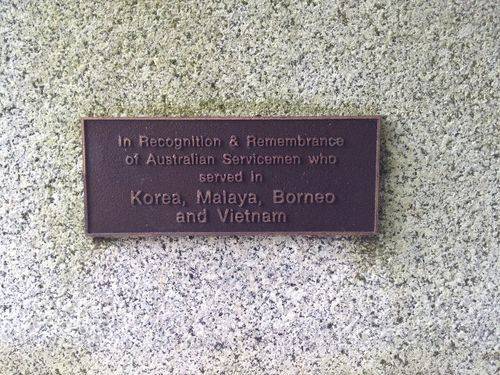 In Recognition & Remembrance
of Australian Servicemen who
served in
Korea, Malaya, Borneo
and Vietnam